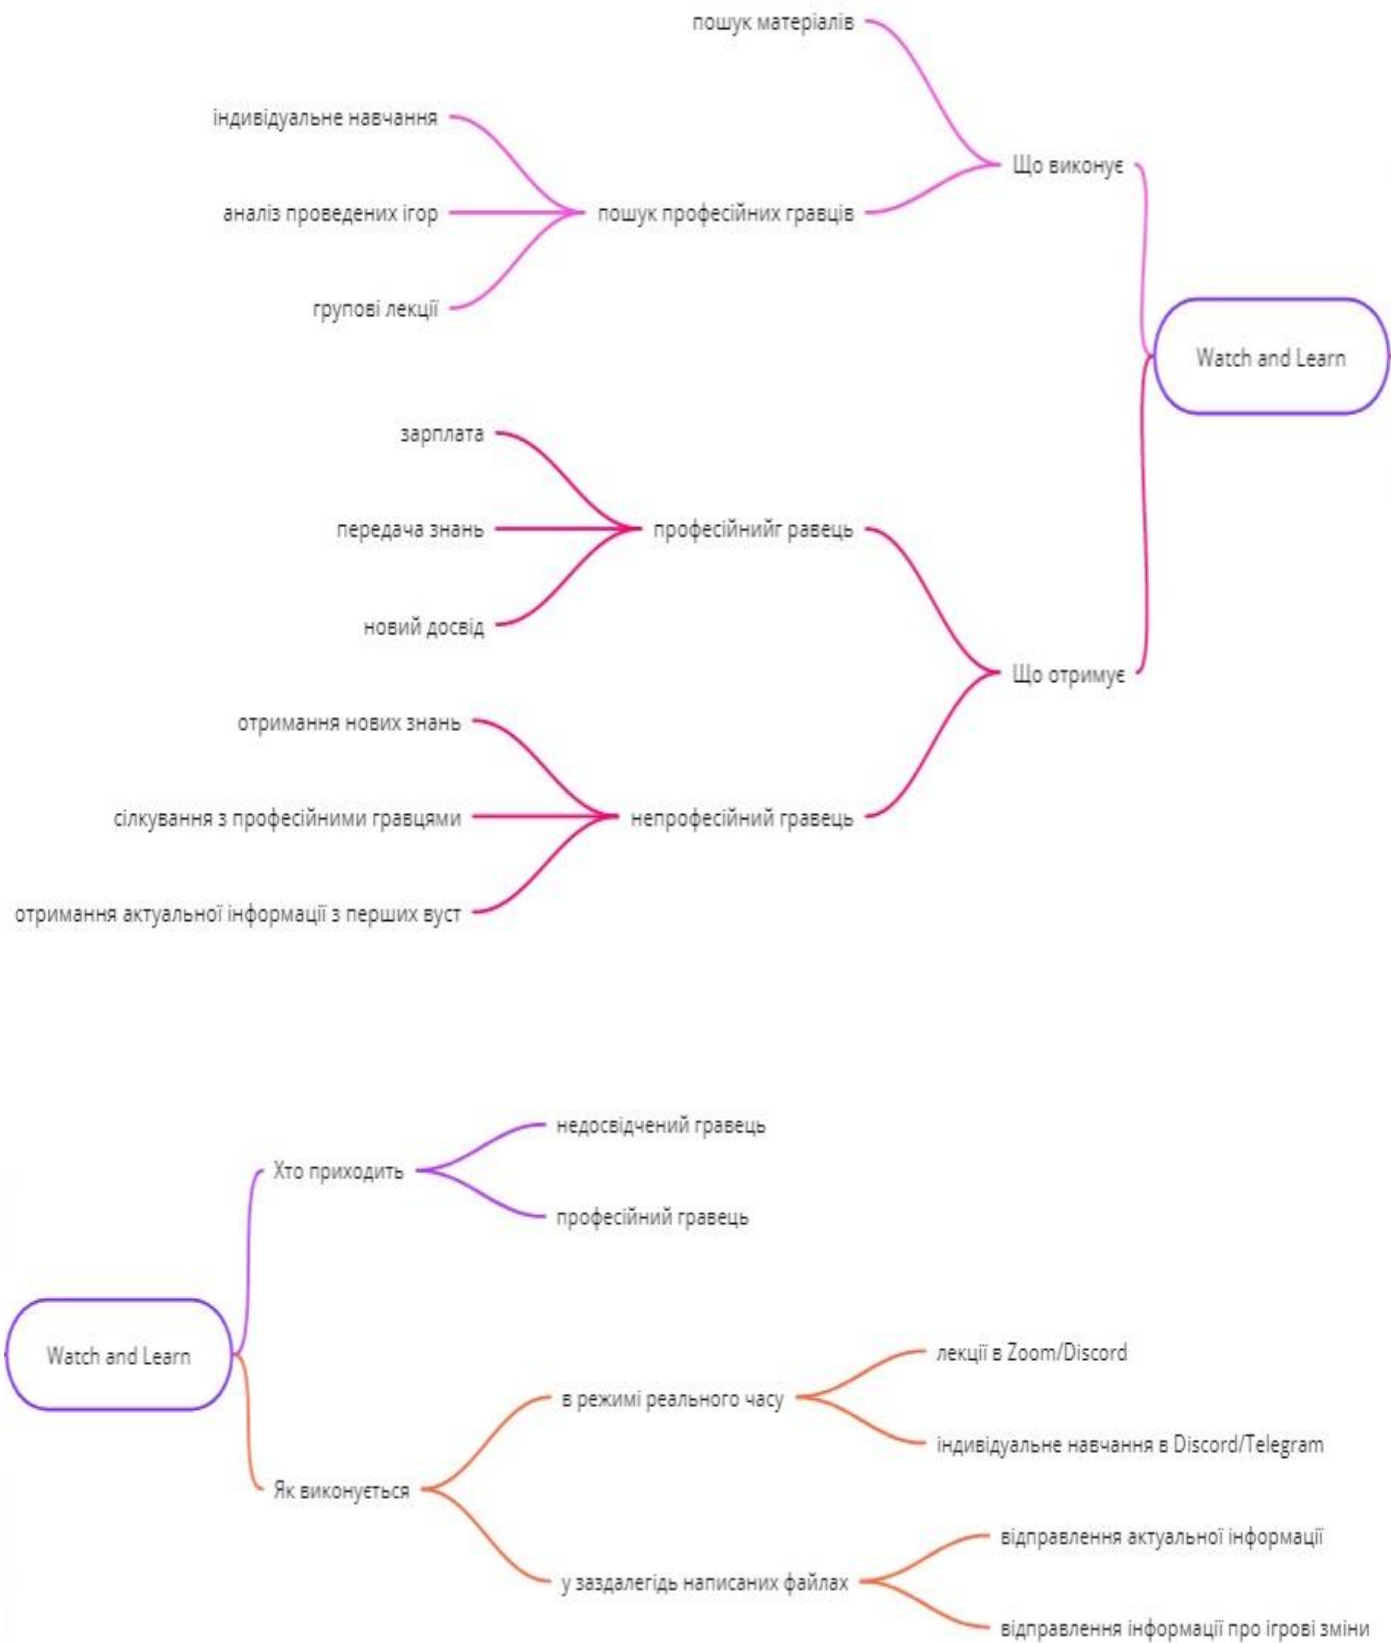 пошук матеріалів
індивідуальне навчання
Що виконує
аналіз проведених ігор
пошук професійних гравців
групові лекції
Watch and Learn
зарплата
передача знань
професійнийг равець
новий досвід
Що отримує
отримання нових знань
сілкування з професійними гравцями
непрофесійний гравець
отримання актуальної інформації з перших вуст
недосвідчений гравець
Хто приходить
професійний гравець
Watch and Learn
лекції в Zoom/Discord
в режимі реального часу
індивідуальне навчання в Discord/Telegram
Як виконується
відправлення актуальної інформації
у заздалегідь написаних файлах
відправлення інформації про ігрові зміни